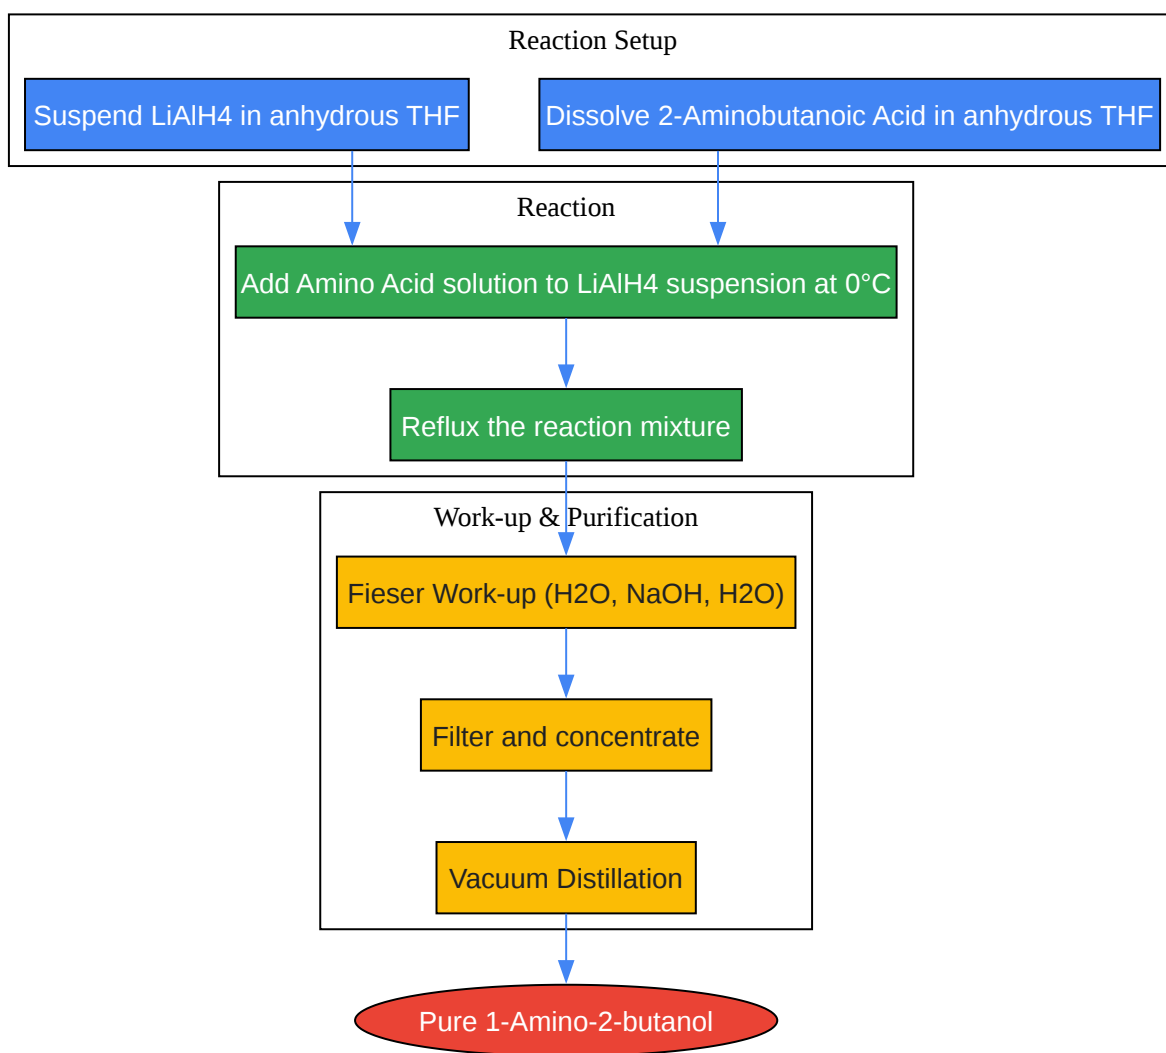 Reaction Setup
Suspend LiAlH4 in anhydrous THF
Dissolve 2-Aminobutanoic Acid in anhydrous THF
Reaction
Add Amino Acid solution to LiAlH4 suspension at 0°C
Reflux the reaction mixture
Work-up & Purification
Fieser Work-up (H2O, NaOH, H2O)
Filter and concentrate
Vacuum Distillation
Pure 1-Amino-2-butanol